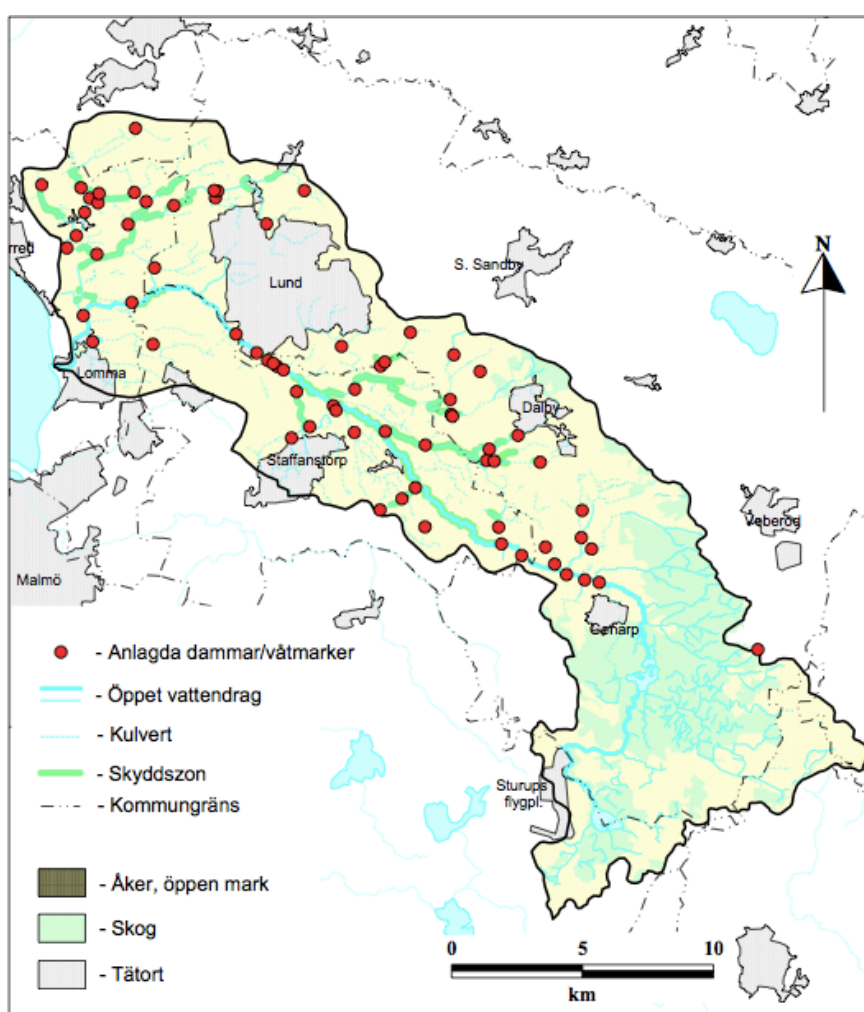 N
rred
Lund
S. Sandby
Lomma
Dalby
Staffanstorp
Veberöd
Malmö
Genarp
- Anlagda dammar/våtmarker
- Öppet vattendrag
- Kulvert
- Skyddszon
- Kommungräns
Sturups
flygpl.
- Åker, öppen mark
- Skog
- Tätort
0 10
km